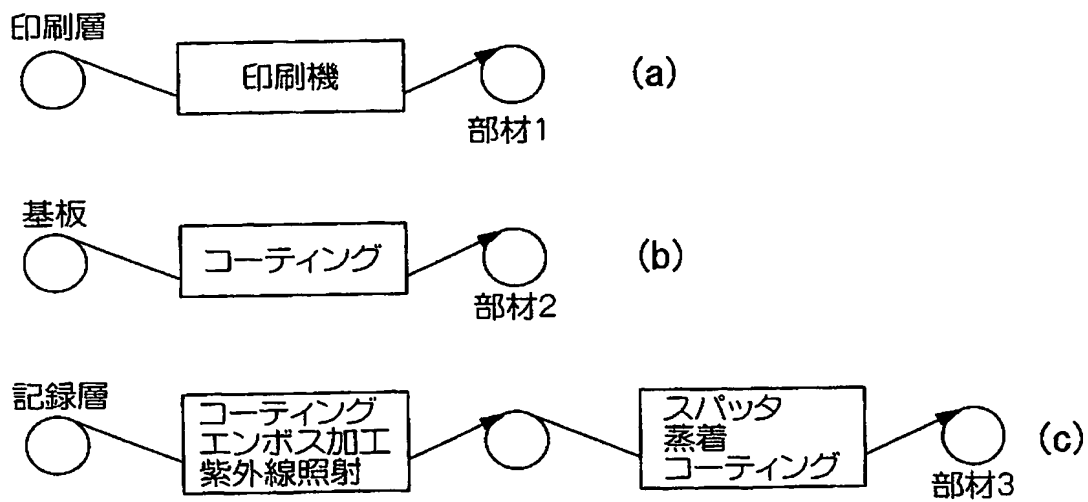 印刷層
印刷機
部材1
(a)
基板
コーティング
部材2
(b)
記録層
コーティング
エンボス加工
紫外線照射
スパッタ
蒸着
コーティング
部材3
(c)